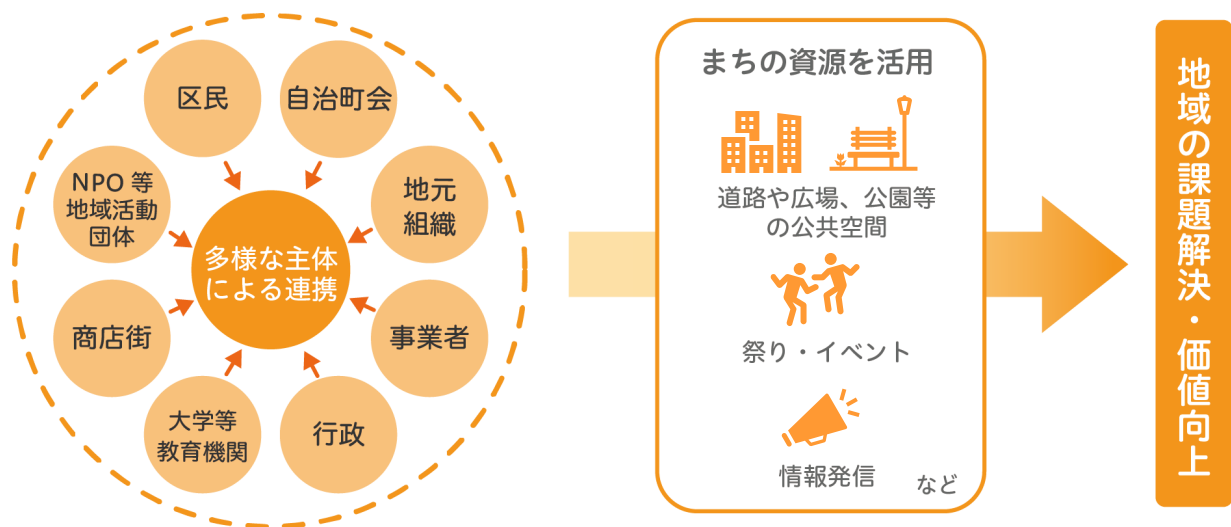 区民
自治町会
NPO 等
地域活動
団体
地元
組織
多様な主体
による連携
商店街
事業者
大学等
教育機関
行政
まちの資源を活用
道路や広場、公園等
の公共空間
祭り・イベント
情報発信
など
地域の課題解決・価値向上